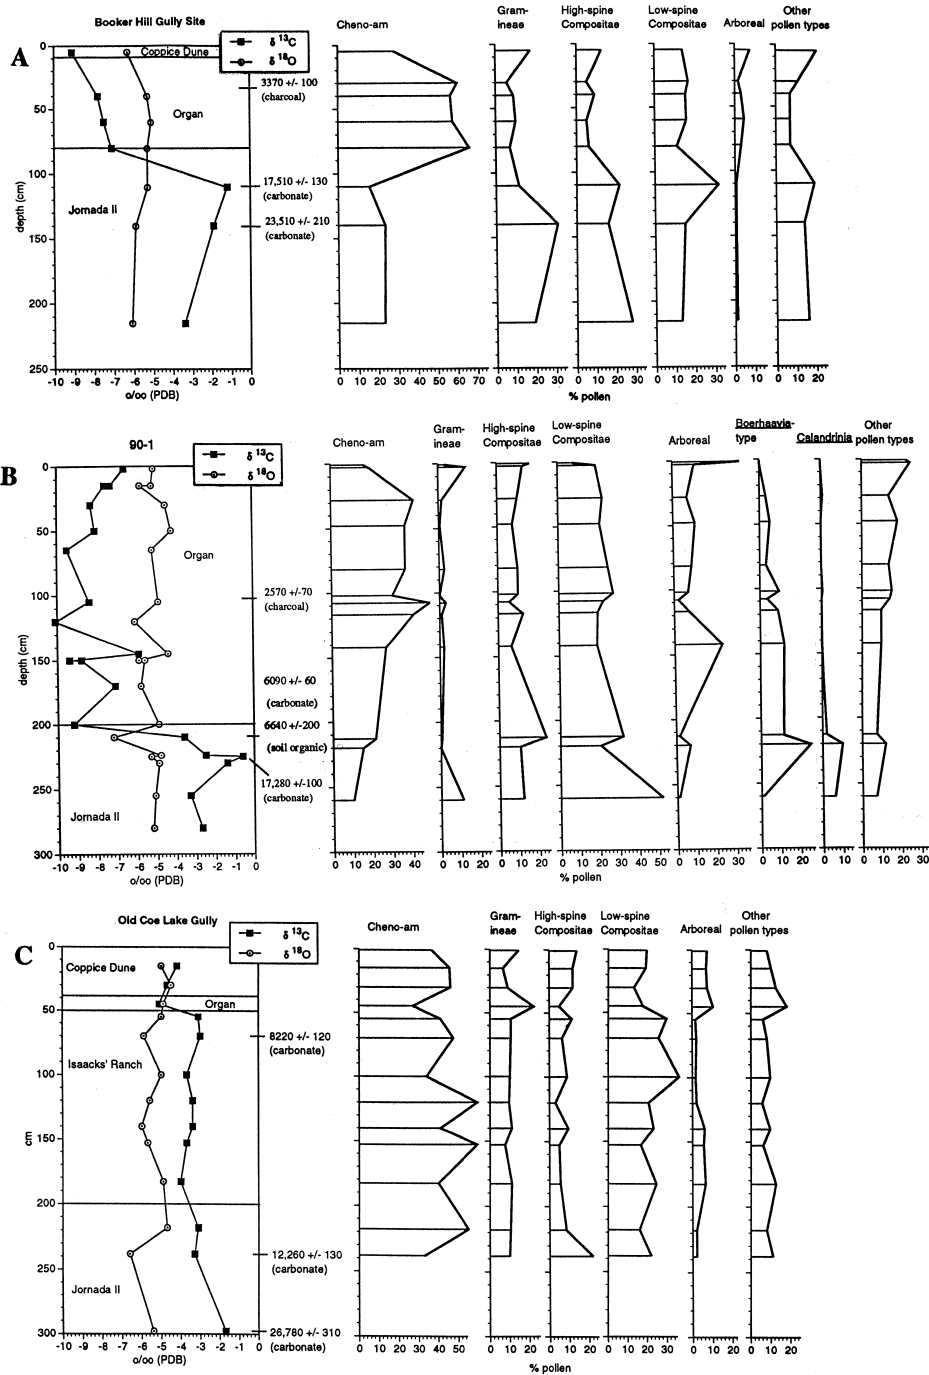 Booker Hill Gully Site
A
δ 13C
δ 18O
Coppice Dune
Organ
Jornada II
3370 +/- 100
(charcoal)
17,510 +/- 130
(carbonate)
23,510 +/- 210
(carbonate)
depth (cm)
0
50
100
150
200
250
-10 -9 -8 -7 -6 -5 -4 -3 -2 -1 0
o/oo (PDB)
Cheno-am
Gram-
ineae
High-spine
Compositae
Low-spine
Compositae
Arboreal
Other
pollen types
0 10 20 30 40 50 60 70
0 10 20 30
0 10 20 30
0 10 20 30
0 10 20
0 10 20
% pollen
B
90-1
δ 13C
δ 18O
Organ
Jornada II
2570 +/-70
(charcoal)
6090 +/- 60
(carbonate)
6640 +/-200
(soil organic)
17,280 +/-100
(carbonate)
depth (cm)
0
50
100
150
200
250
300
-10 -9 -8 -7 -6 -5 -4 -3 -2 -1 0
o/oo (PDB)
Cheno-am
Gram-
ineae
High-spine
Compositae
Low-spine
Compositae
Arboreal
Boerhaavia-
type
Calandrinia
Other
pollen types
0 10 20 30 40
0 10
0 10 20
0 10 20 30 40 50
0 10 20 30
0 10 20
0 10
0 10 20 30
% pollen
C
Old Coe Lake Gully
δ 13C
δ 18O
Coppice Dune
Organ
Isaacks' Ranch
Jornada II
8220 +/- 120
(carbonate)
12,260 +/- 130
(carbonate)
26,780 +/- 310
(carbonate)
cm
0
50
100
150
200
250
300
-10 -9 -8 -7 -6 -5 -4 -3 -2 -1 0
o/oo (PDB)
Cheno-am
Gram-
ineae
High-spine
Compositae
Low-spine
Compositae
Arboreal
Other
pollen types
0 10 20 30 40 50
0 10 20
0 10 20
0 10 20 30
0 10 20
0 10 20
% pollen